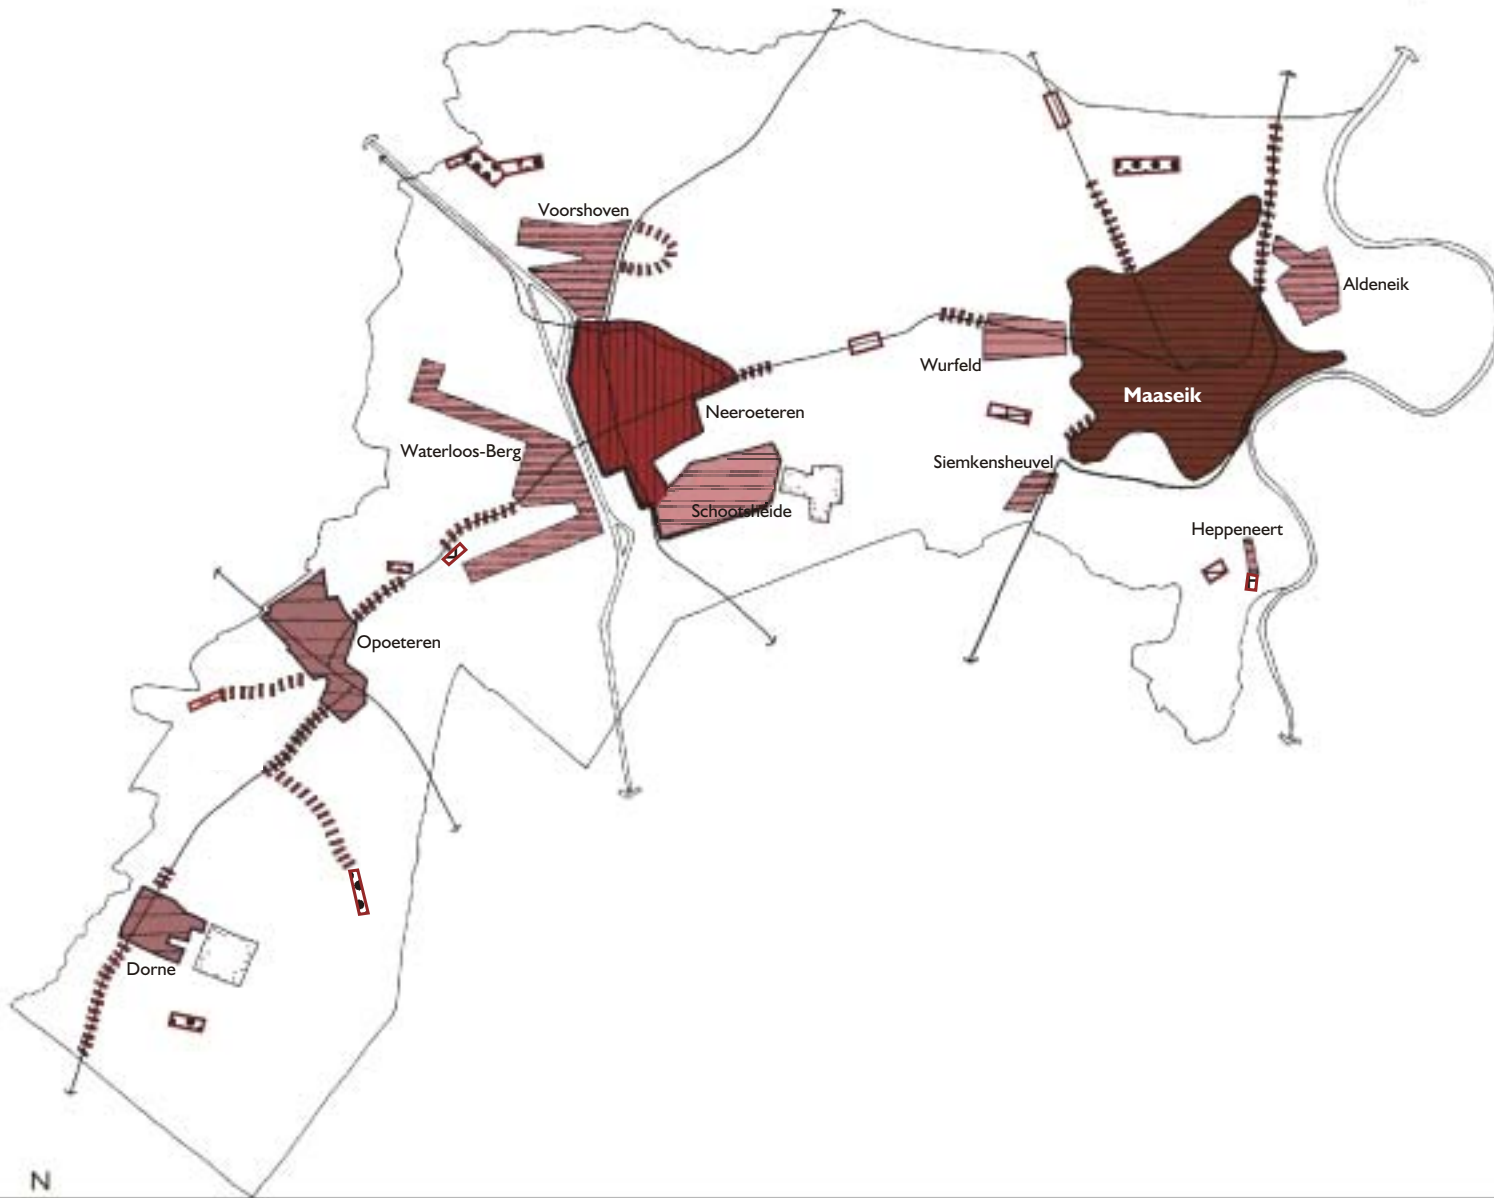 Voorshoven
Aldeneik
Wurfeld
Maaseik
Neeroeteren
Waterloos-Berg
Siemkensheuvel
Schootsheide
Heppeneert
Opoeteren
Dorne
N